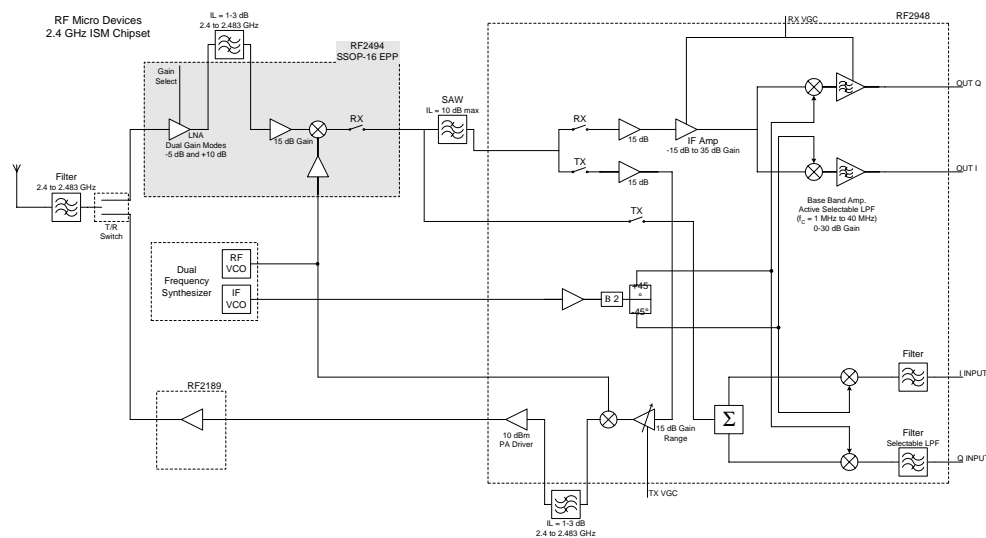 RF Micro Devices
2.4 GHz ISM Chipset
IL = 1-3 dB
2.4 to 2.483 GHz
RF2494
SSOP-16 EPP
Gain
Select
LNA
Dual Gain Modes
-5 dB and +10 dB
15 dB Gain
RX
SAW
IL = 10 dB max
RX VGC
RF2948
RX
15 dB
IF Amp
-15 dB to 35 dB Gain
OUT Q
TX
15 dB
OUT I
Base Band Amp.
Active Selectable LPF
(fC = 1 MHz to 40 MHz)
0-30 dB Gain
TX
Filter
2.4 to 2.483 GHz
T/R
Switch
Dual
Frequency
Synthesizer
RF
VCO
IF
VCO
B 2
+45
°
-45°
RF2189
10 dBm
PA Driver
15 dB Gain
Range
TX VGC
Σ
Filter
I INPUT
Filter
Selectable LPF
Q INPUT
IL = 1-3 dB
2.4 to 2.483 GHz